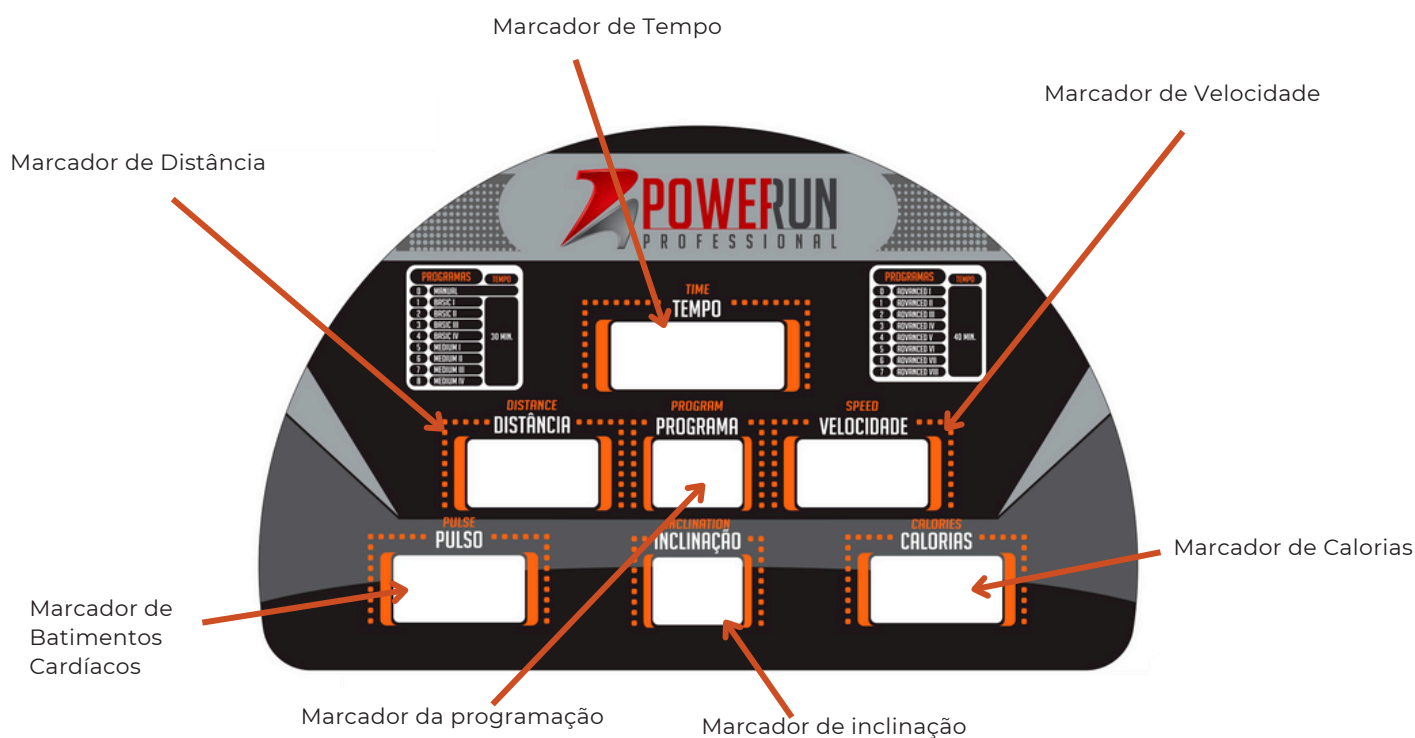 Marcador de Tempo
Marcador de Velocidade
Marcador de Distância
POWERUN
PROFESSIONAL
PROGRAMAS TEMPO
0 MANUAL
1 BASIC I
2 BASIC II
3 BASIC III
4 BASIC IV
5 MEDIUM I
6 MEDIUM II
7 MEDIUM III
8 MEDIUM IV
30 MIN.
TIME
TEMPO
PROGRAMAS TEMPO
0 ADVANCED I
1 ADVANCED II
2 ADVANCED III
3 ADVANCED IV
4 ADVANCED V
5 ADVANCED VI
6 ADVANCED VII
7 ADVANCED VIII
40 MIN.
DISTANCE
DISTÂNCIA
PROGRAM
PROGRAMA
SPEED
VELOCIDADE
PULSE
PULSO
INCLINATION
INCLINAÇÃO
CALORIES
CALORIAS
Marcador de Calorias
Marcador de
Batimentos
Cardíacos
Marcador da programação
Marcador de inclinação